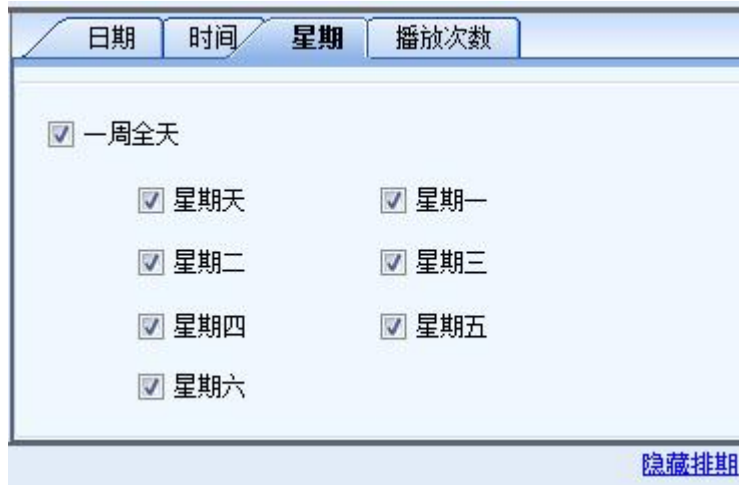 日期 时间 星期 播放次数
一周全天
星期天 星期一
星期二 星期三
星期四 星期五
星期六
隐藏排期